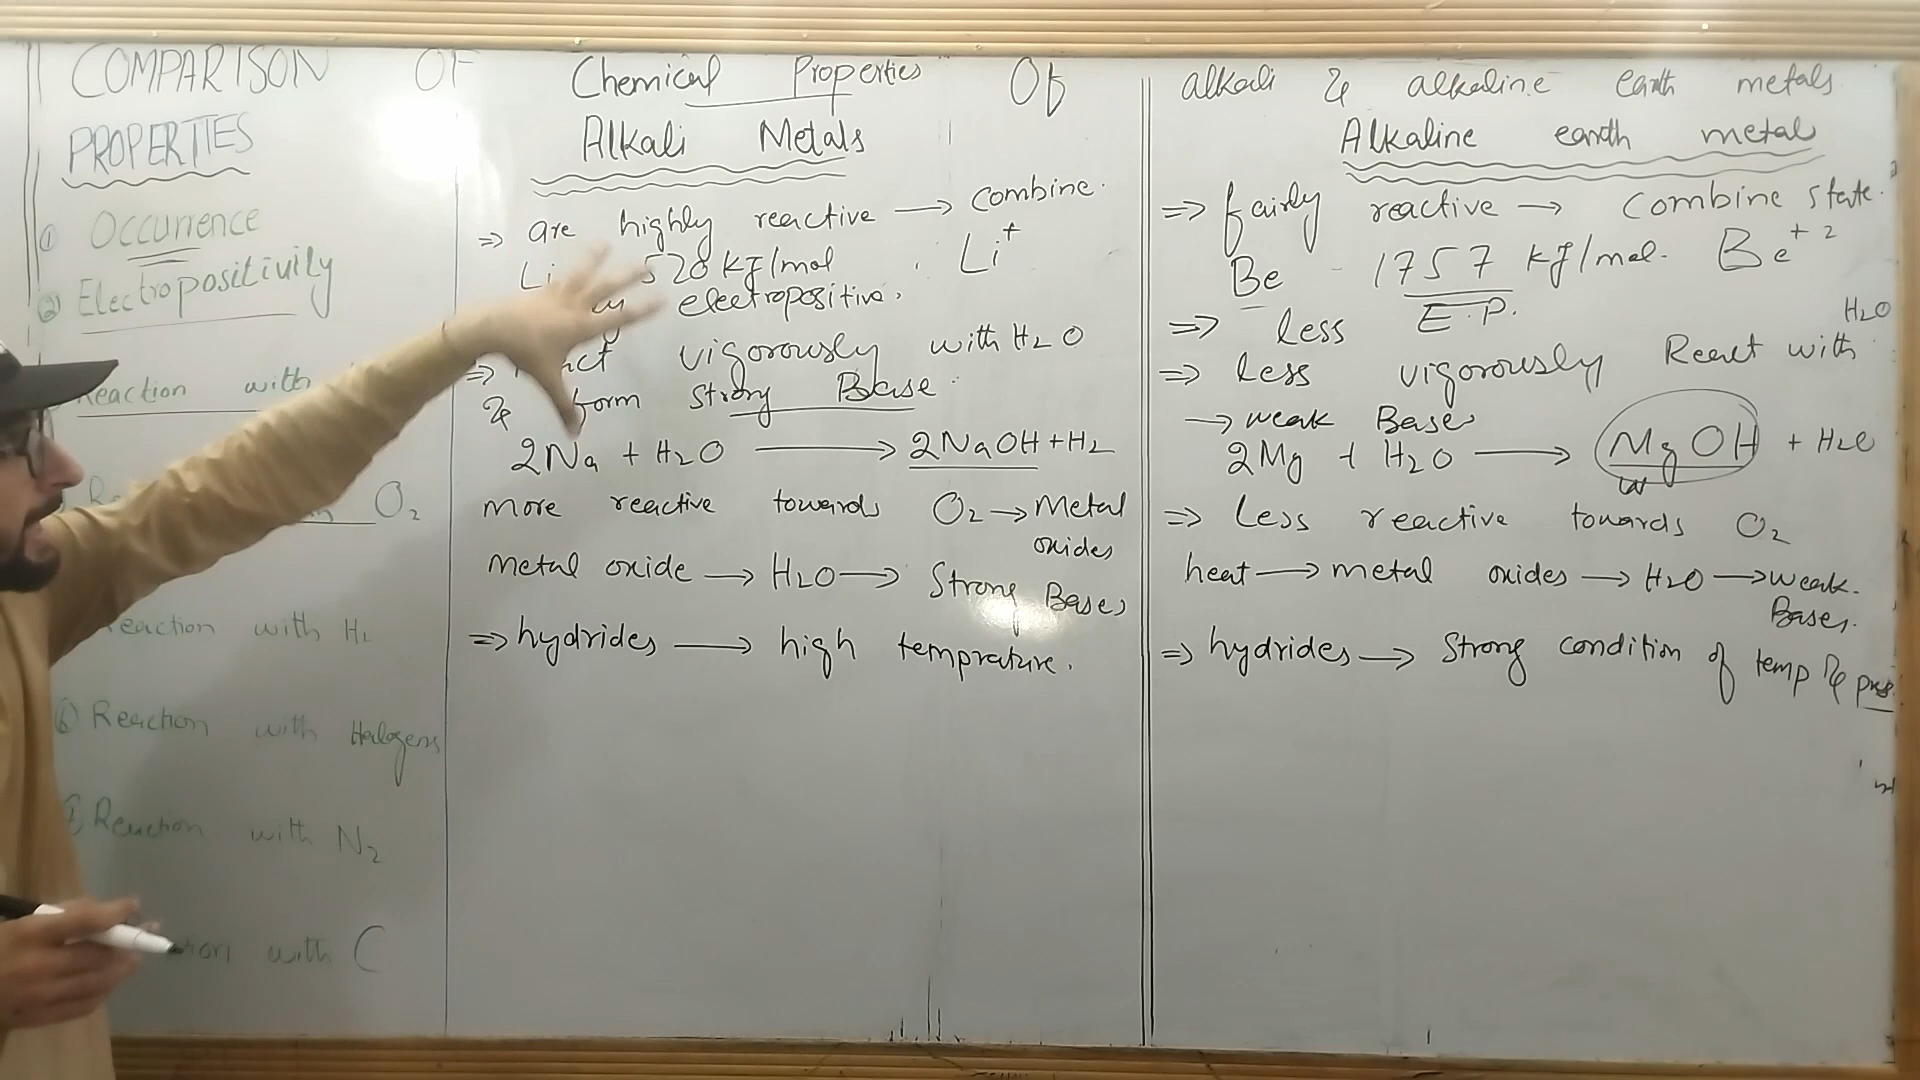 COMPARISON OF Chemical Properties Of alkali & alkaline earth metals
PROPERTIES
Alkali Metals
Alkaline earth metal
① Occurrence
② Electropositivity
Reaction with
O2
eaction with H2
⑥ Reaction with Halogens
⑦ Reaction with N2
tion with C
=> are highly reactive → combine.
Li 520 KJ/mol . Li+
electropositive.
=> vigorously with H2O
& form strong Base.
2Na + H2O → 2NaOH + H2
more reactive towards O2 → Metal
oxides
metal oxide → H2O → Strong Bases
=> hydrides → high temprature.
=> fairly reactive → Combine state.
Be - 1757 KJ/mol. Be+2
=> less E.P.
H2O
=> less vigorously React with
→ weak Bases
2Mg + H2O → MgOH + H2O
=> Less reactive towards O2
heat → metal oxides → H2O → weak.
Bases.
=> hydrides → Strong condition of temp & pres.